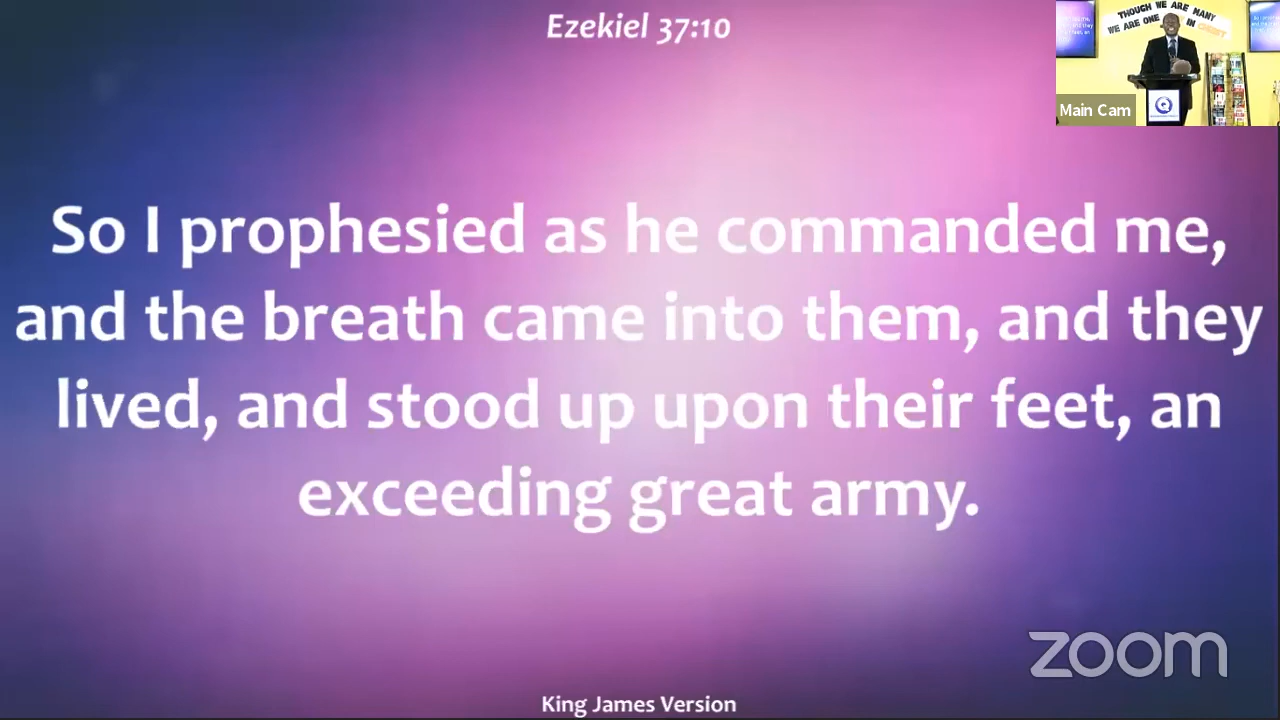 Ezekiel 37:10
THOUGH WE ARE MANY
WE ARE ONE IN CHRIST
Main Cam
So I prophesied as he commanded me,
and the breath came into them, and they
lived, and stood up upon their feet, an
exceeding great army.
zoom
King James Version